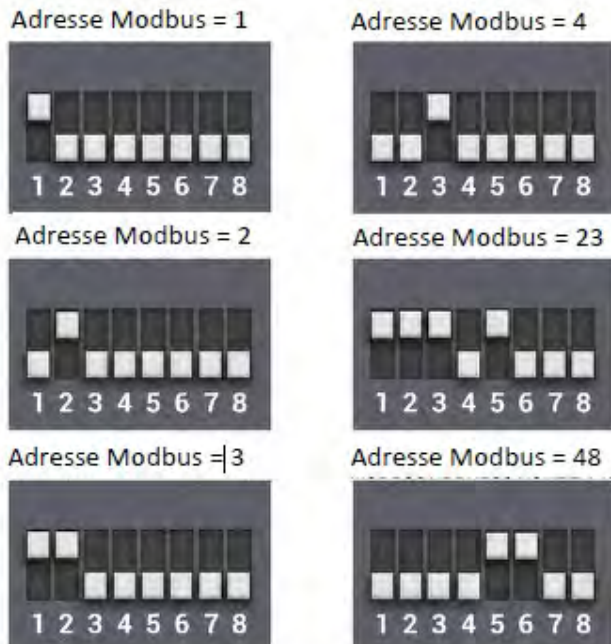 Adresse Modbus = 1
1 2 3 4 5 6 7 8
Adresse Modbus = 4
1 2 3 4 5 6 7 8
Adresse Modbus = 2
1 2 3 4 5 6 7 8
Adresse Modbus = 23
1 2 3 4 5 6 7 8
Adresse Modbus = 3
1 2 3 4 5 6 7 8
Adresse Modbus = 48
1 2 3 4 5 6 7 8